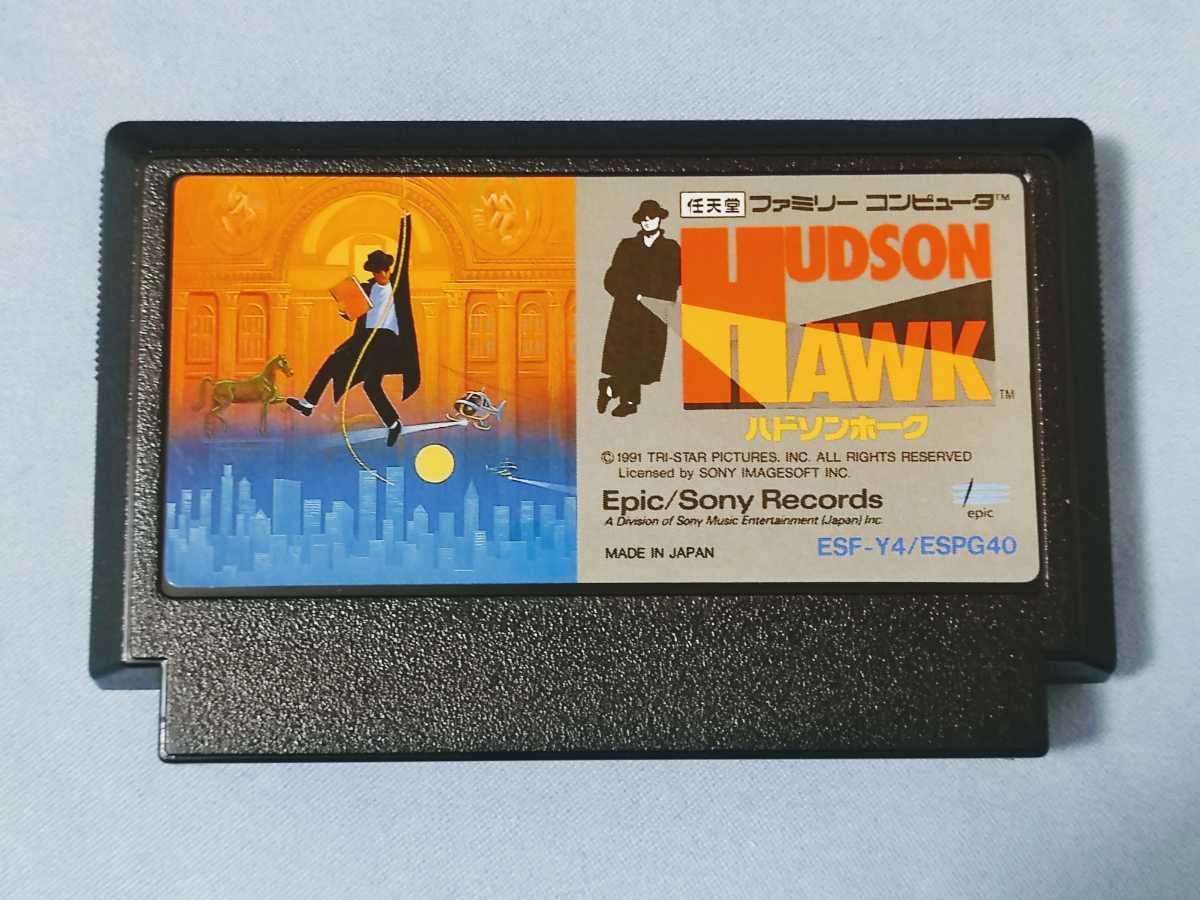 任天堂 ファミリー コンピュータ™
HUDSON
HAWK™
ハドソンホーク
©1991 TRI-STAR PICTURES. INC. ALL RIGHTS RESERVED
Licensed by SONY IMAGESOFT INC.
Epic/Sony Records
A Division of Sony Music Entertainment (Japan) Inc.
epic
MADE IN JAPAN
ESF-Y4/ESPG40